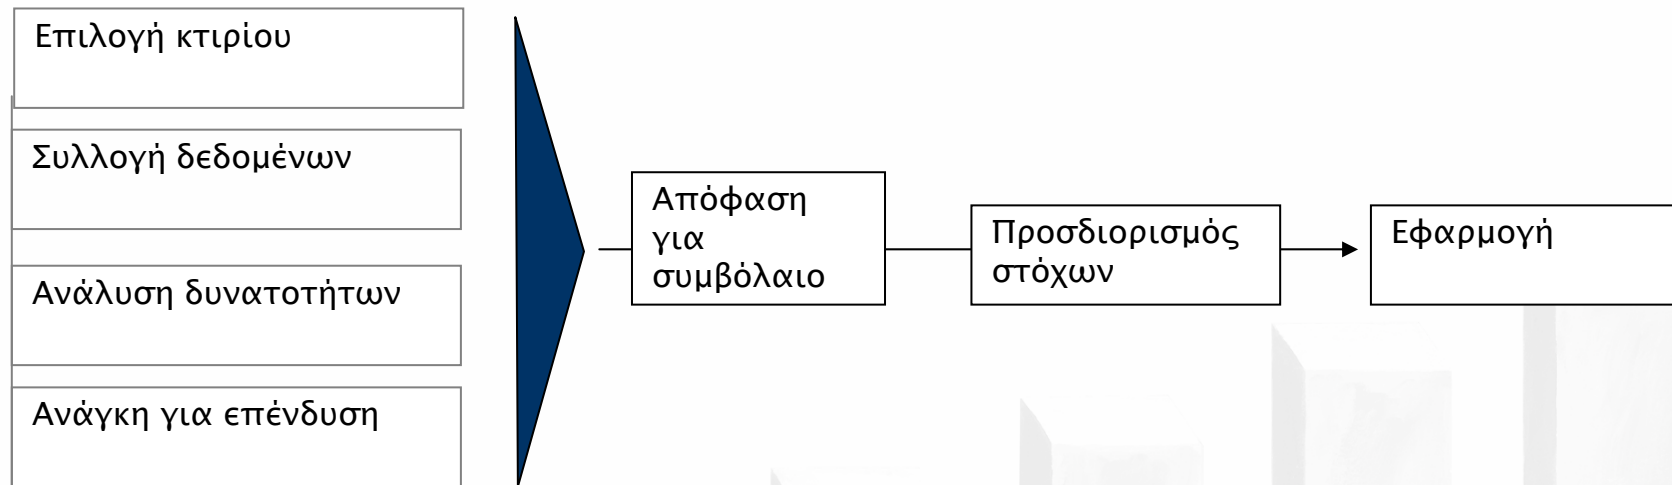 Επιλογή κτιρίου
Συλλογή δεδομένων
Ανάλυση δυνατοτήτων
Ανάγκη για επένδυση
Απόφαση
για
συμβόλαιο
Προσδιορισμός
στόχων
Εφαρμογή